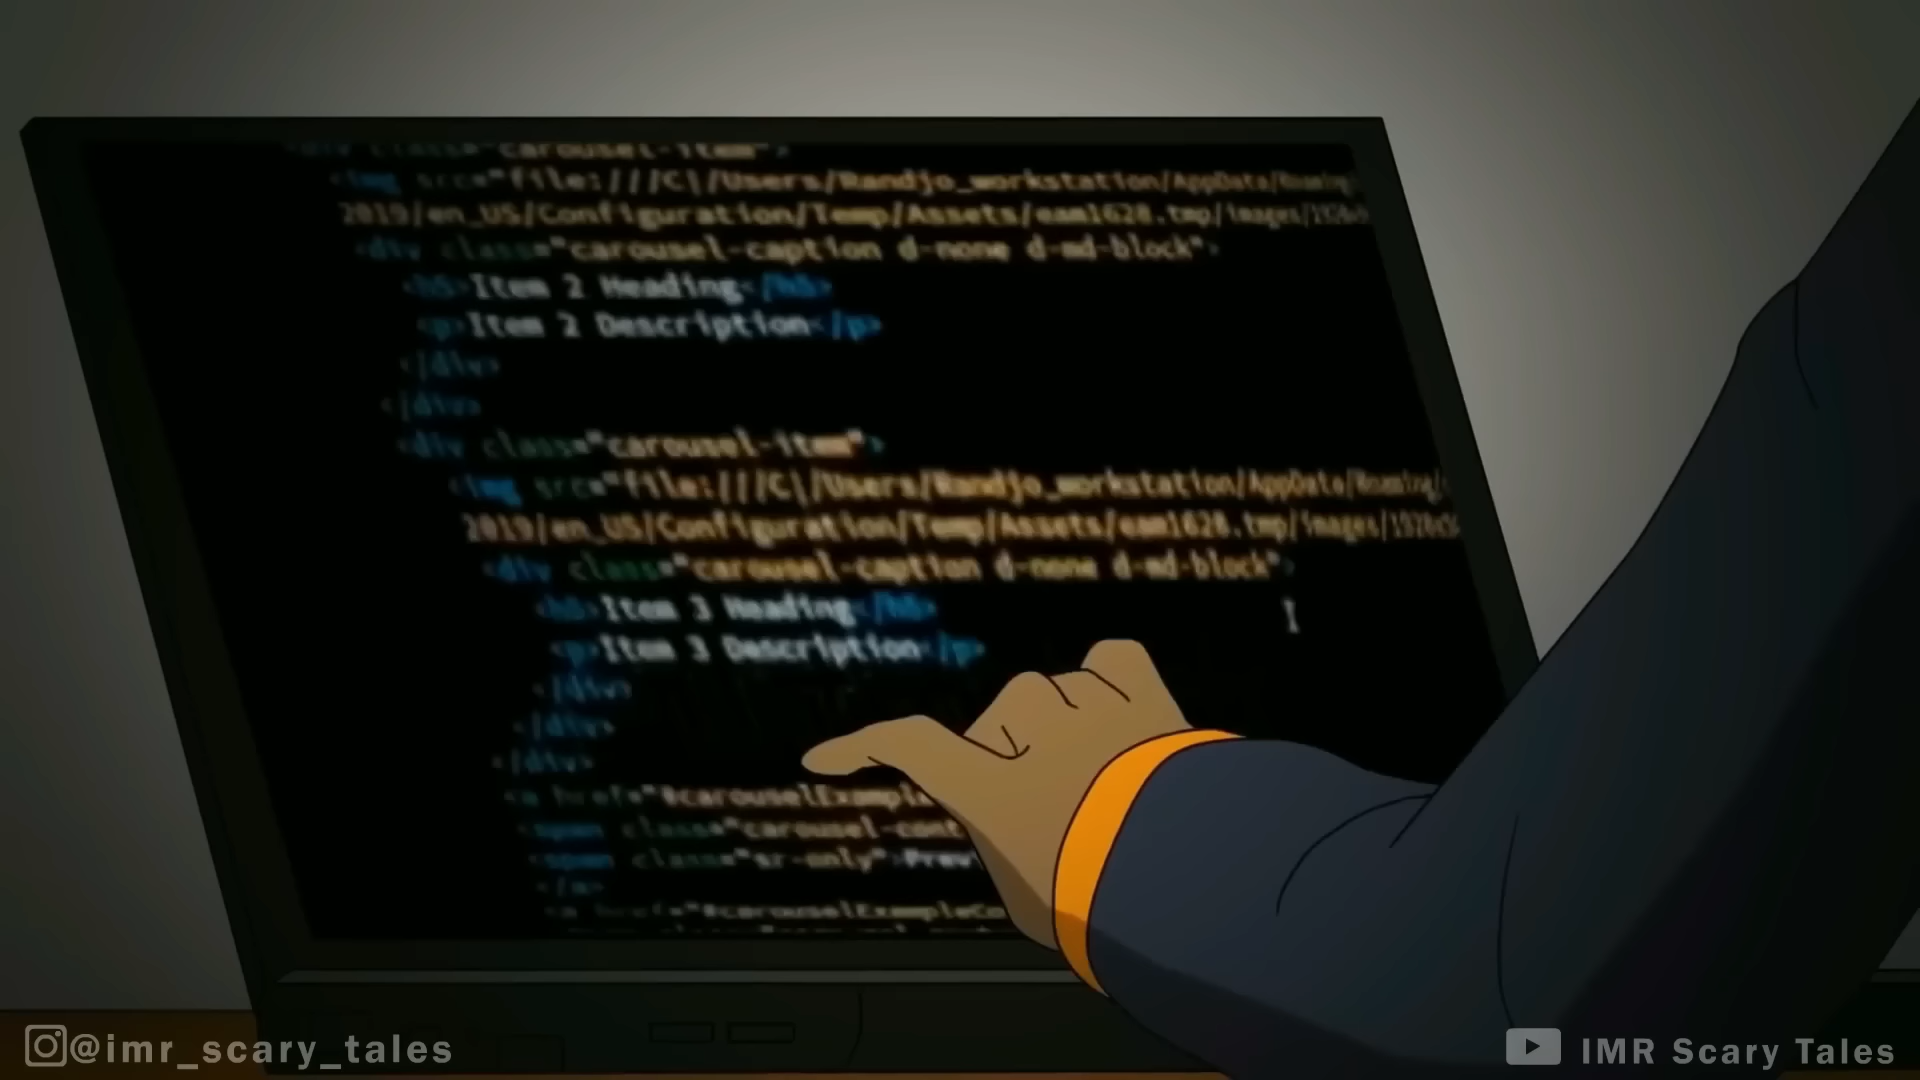 <div class="carousel-item">
<img src="file:///C|/Users/Randjo_workstation/AppData/Roaming/
2019/en_US/Configuration/Temp/Assets/eam1628.tmp/images/1920x
<div class="carousel-caption d-none d-md-block">
<h5>Item 2 Heading</h5>
<p>Item 2 Description</p>
</div>
</div>
<div class="carousel-item">
<img src="file:///C|/Users/Randjo_workstation/AppData/Roaming/
2019/en_US/Configuration/Temp/Assets/eam1628.tmp/images/1920x
<div class="carousel-caption d-none d-md-block">
<h5>Item 3 Heading</h5>
<p>Item 3 Description</p>
</div>
</div>
</div>
<a href="#carouselExample
<span class="carousel-cont
<span class="sr-only">Prev
</a>
<a href="#carouselExampleCo
@imr_scary_tales
IMR Scary Tales